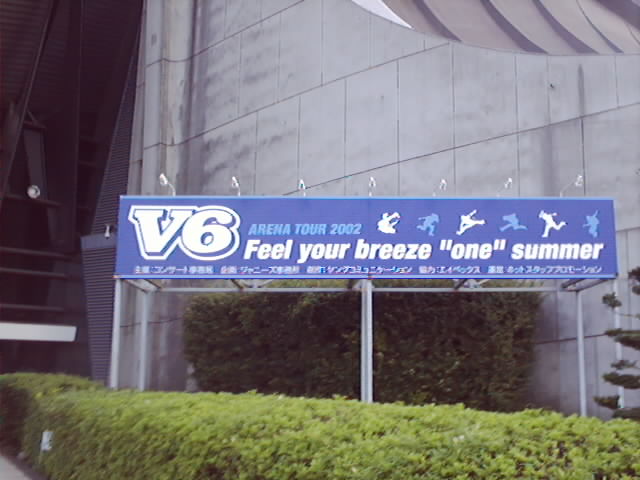 V6
ARENA TOUR 2002
Feel your breeze "one" summer
主催:コンサート事務局 企画:ジャニーズ事務所 制作:ヤングコミュニケーション 協力:エイベックス 運営:ホットスタッフプロモーション